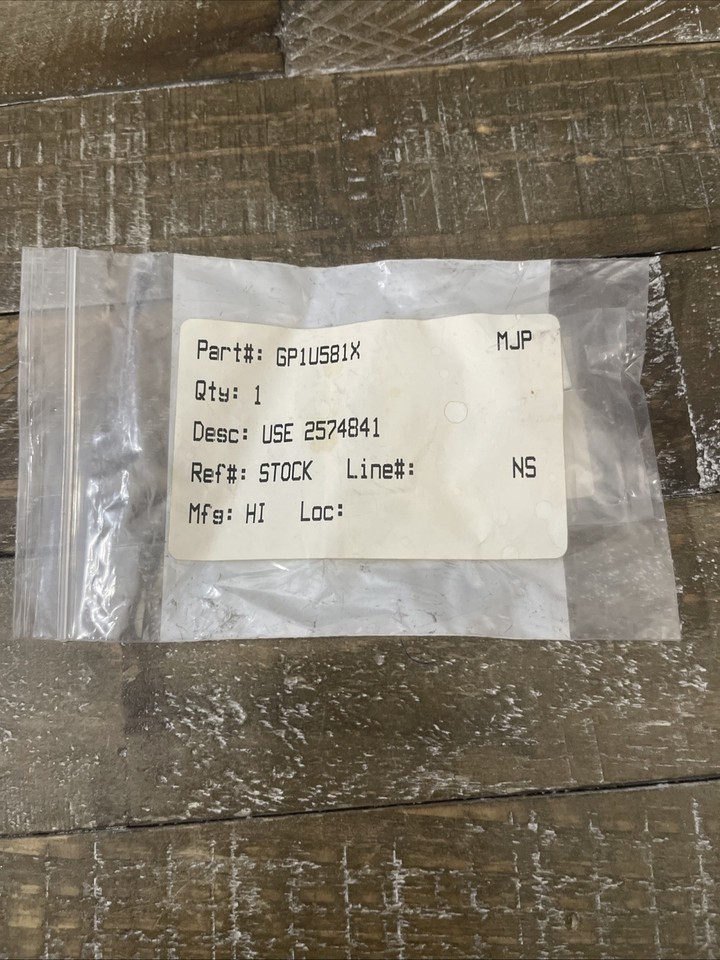 Part#: GP1U581X MJP
Qty: 1
Desc: USE 2574841
Ref#: STOCK Line#: NS
Mfg: HI Loc: